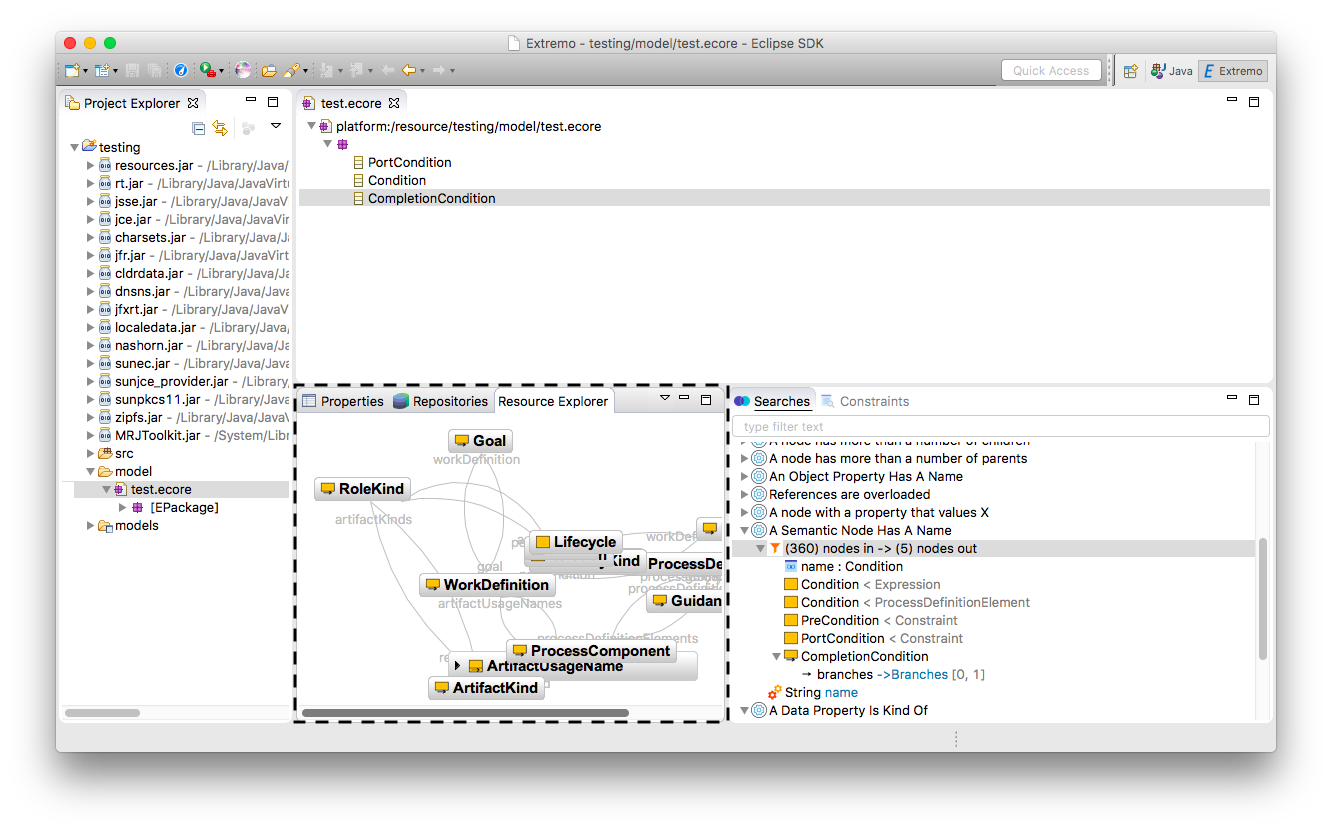 Extremo - testing/model/test.ecore - Eclipse SDK
Quick Access
Java
Extremo
Project Explorer
testing
resources.jar - /Library/Java/
rt.jar - /Library/Java/JavaVirtu
jsse.jar - /Library/Java/JavaV
jce.jar - /Library/Java/JavaVir
charsets.jar - /Library/Java/Ja
jfr.jar - /Library/Java/JavaVirt
cldrdata.jar - /Library/Java/Ja
dnsns.jar - /Library/Java/Java
jfxrt.jar - /Library/Java/JavaV
localedata.jar - /Library/Java,
nashorn.jar - /Library/Java/Ja
sunec.jar - /Library/Java/Java
sunjce_provider.jar - /Library,
sunpkcs11.jar - /Library/Java/
zipfs.jar - /Library/Java/JavaV
MRJToolkit.jar - /System/Libr
src
model
test.ecore
[EPackage]
models
test.ecore
platform:/resource/testing/model/test.ecore
PortCondition
Condition
CompletionCondition
Properties
Repositories
Resource Explorer
Goal
workDefinition
RoleKind
artifactKinds
Lifecycle
workDefi
Kind
ProcessDe
goal
WorkDefinition
artifactUsageNames
Guidan
processDefinitionElements
ProcessComponent
ArtifactUsageName
ArtifactKind
Searches
Constraints
type filter text
A node has more than a number of children
A node has more than a number of parents
An Object Property Has A Name
References are overloaded
A node with a property that values X
A Semantic Node Has A Name
(360) nodes in -> (5) nodes out
name : Condition
Condition < Expression
Condition < ProcessDefinitionElement
PreCondition < Constraint
PortCondition < Constraint
CompletionCondition
branches ->Branches [0, 1]
String name
A Data Property Is Kind Of